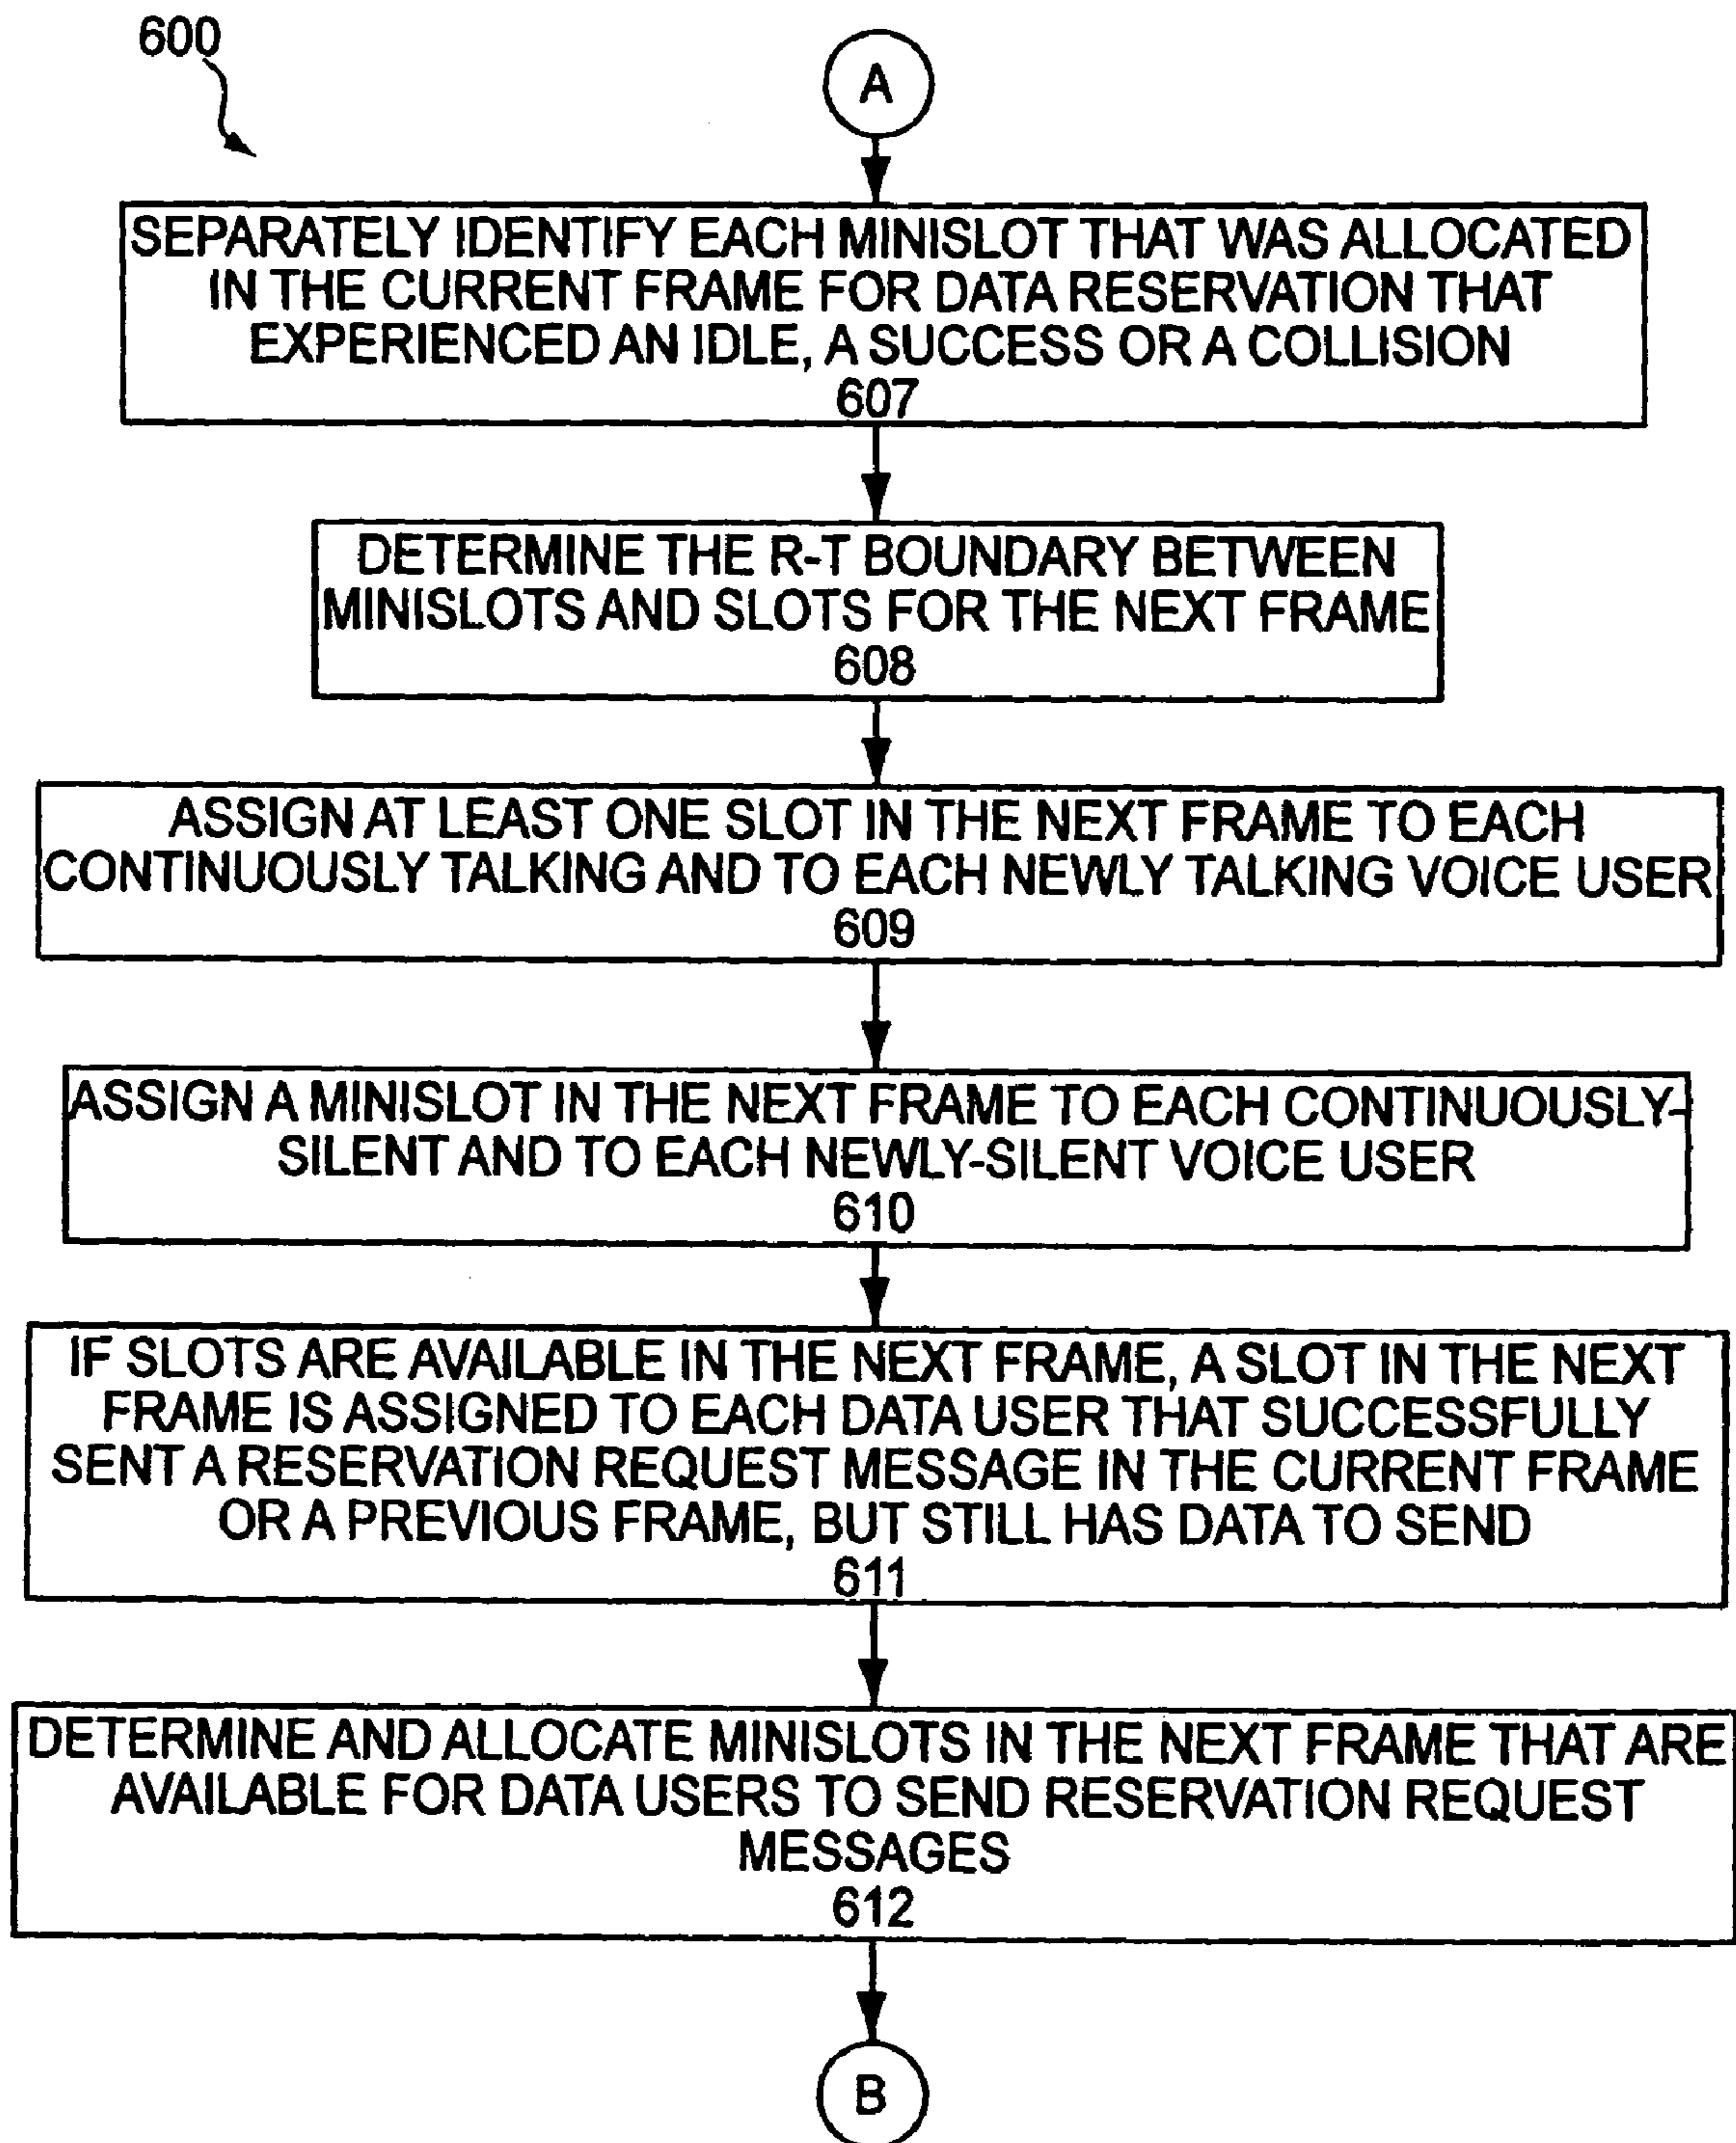 600
A
SEPARATELY IDENTIFY EACH MINISLOT THAT WAS ALLOCATED
IN THE CURRENT FRAME FOR DATA RESERVATION THAT
EXPERIENCED AN IDLE, A SUCCESS OR A COLLISION
607
DETERMINE THE R-T BOUNDARY BETWEEN
MINISLOTS AND SLOTS FOR THE NEXT FRAME
608
ASSIGN AT LEAST ONE SLOT IN THE NEXT FRAME TO EACH
CONTINUOUSLY TALKING AND TO EACH NEWLY TALKING VOICE USER
609
ASSIGN A MINISLOT IN THE NEXT FRAME TO EACH CONTINUOUSLY-
SILENT AND TO EACH NEWLY-SILENT VOICE USER
610
IF SLOTS ARE AVAILABLE IN THE NEXT FRAME, A SLOT IN THE NEXT
FRAME IS ASSIGNED TO EACH DATA USER THAT SUCCESSFULLY
SENT A RESERVATION REQUEST MESSAGE IN THE CURRENT FRAME
OR A PREVIOUS FRAME, BUT STILL HAS DATA TO SEND
611
DETERMINE AND ALLOCATE MINISLOTS IN THE NEXT FRAME THAT ARE
AVAILABLE FOR DATA USERS TO SEND RESERVATION REQUEST
MESSAGES
612
B